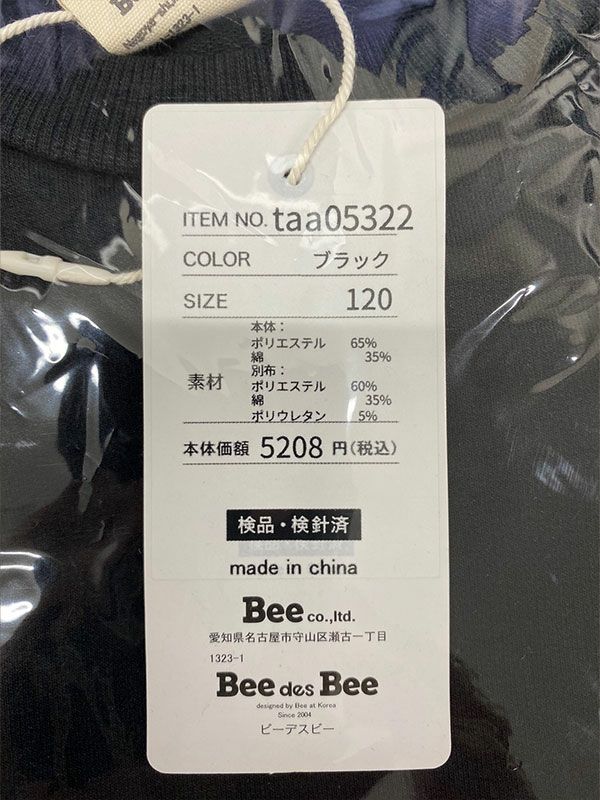 1323-1
ITEM NO. taa05322
COLOR ブラック
SIZE 120
本体：
ポリエステル 65%
綿 35%
素材
別布：
ポリエステル 60%
綿 35%
ポリウレタン 5%
本体価額 5208 円(税込)
検品・検針済
made in china
Bee co.,ltd.
愛知県名古屋市守山区瀬古一丁目
1323-1
Bee des Bee
designed by Bee at Korea
Since 2004
ビーデスビー